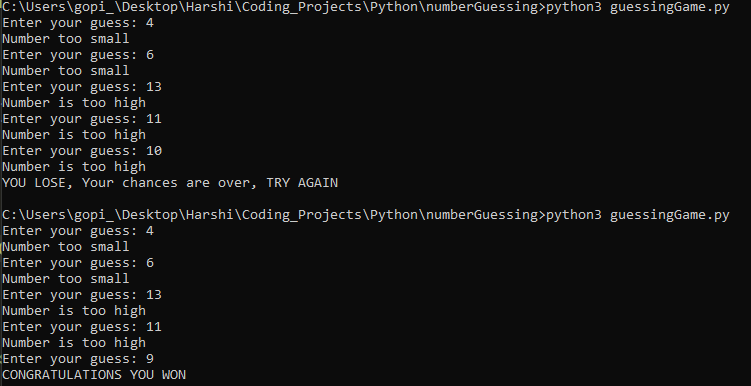 C:\Users\gopi_\Desktop\Harshi\Coding_Projects\Python\numberGuessing>python3 guessingGame.py
Enter your guess: 4
Number too small
Enter your guess: 6
Number too small
Enter your guess: 13
Number is too high
Enter your guess: 11
Number is too high
Enter your guess: 10
Number is too high
YOU LOSE, Your chances are over, TRY AGAIN
C:\Users\gopi_\Desktop\Harshi\Coding_Projects\Python\numberGuessing>python3 guessingGame.py
Enter your guess: 4
Number too small
Enter your guess: 6
Number too small
Enter your guess: 13
Number is too high
Enter your guess: 11
Number is too high
Enter your guess: 9
CONGRATULATIONS YOU WON